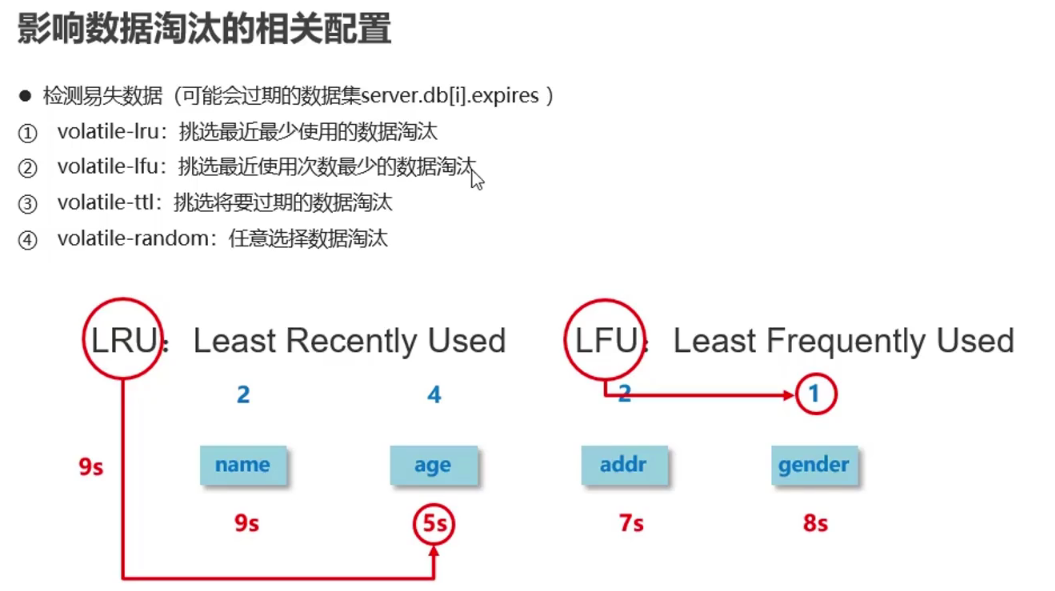 影响数据淘汰的相关配置
● 检测易失数据（可能会过期的数据集server.db[i].expires ）
① volatile-lru：挑选最近最少使用的数据淘汰
② volatile-lfu：挑选最近使用次数最少的数据淘汰
③ volatile-ttl：挑选将要过期的数据淘汰
④ volatile-random：任意选择数据淘汰
LRU：Least Recently Used LFU：Least Frequently Used
2 4 2 1
9s name age addr gender
9s 5s 7s 8s